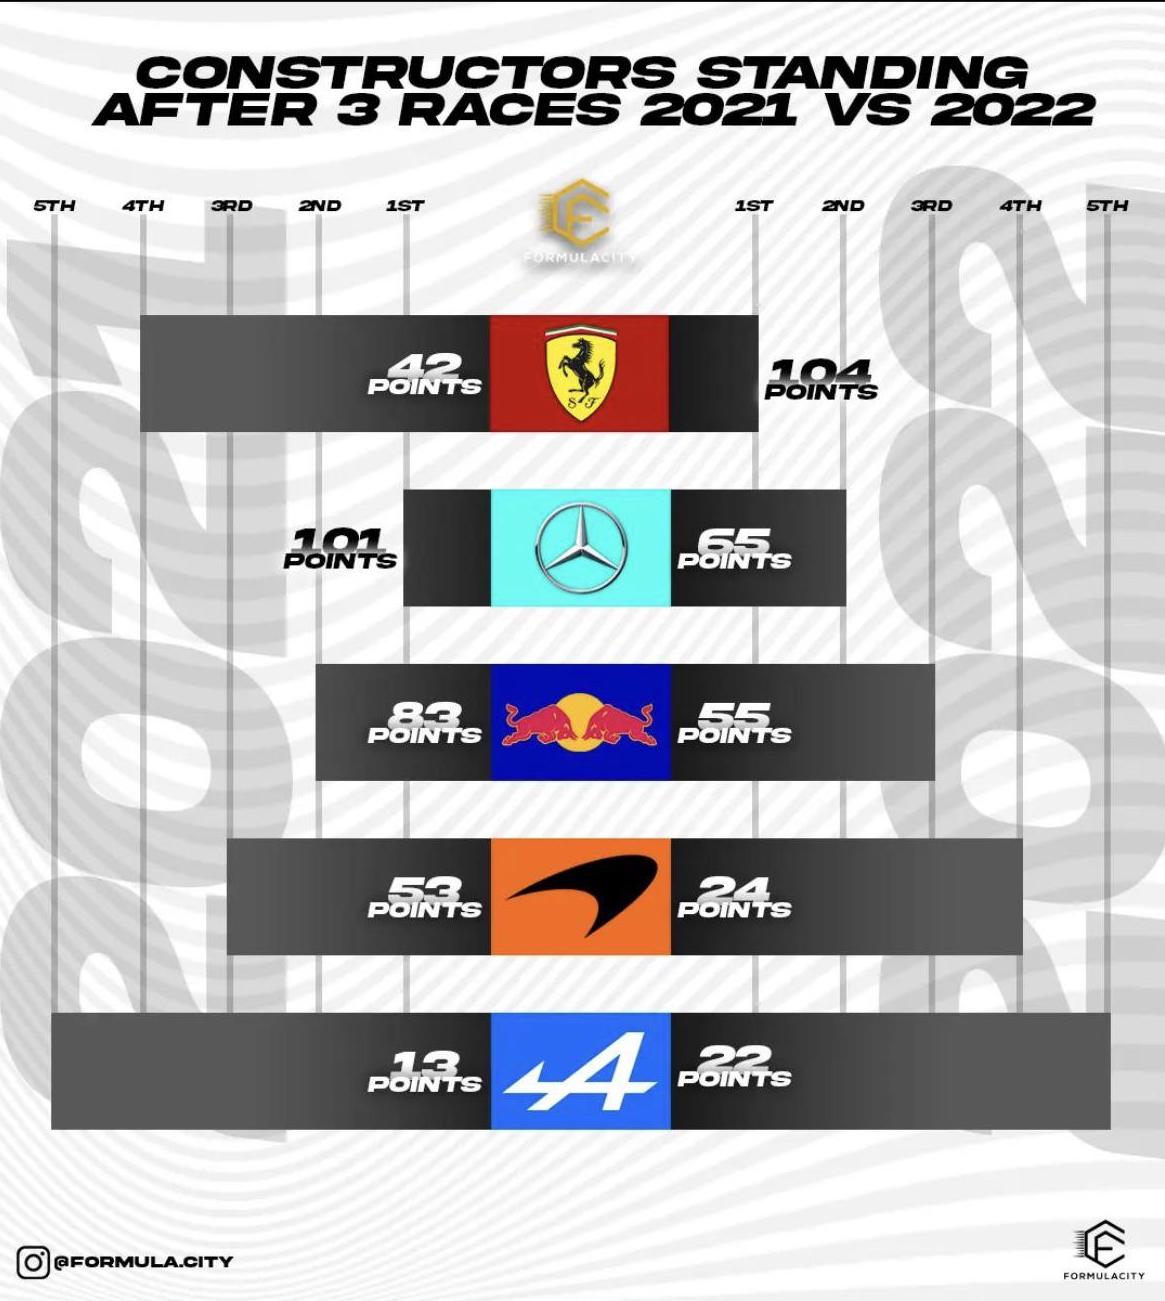 CONSTRUCTORS STANDING
AFTER 3 RACES 2021 VS 2022
5TH 4TH 3RD 2ND 1ST
FORMULACITY
1ST 2ND 3RD 4TH 5TH
2021
2022
42
POINTS
S F
104
POINTS
101
POINTS
65
POINTS
83
POINTS
55
POINTS
53
POINTS
24
POINTS
13
POINTS
A
22
POINTS
@FORMULA.CITY
FORMULACITY